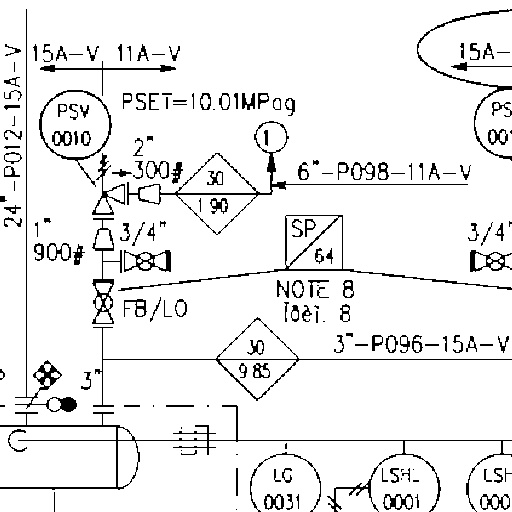 15A-V 11A-V
15A-
24"-P012-15A-V
PSV
0010
PSET=10.01MPag
1
2"
300#
30
1.90
6"-P098-11A-V
1"
900#
3/4"
SP
64
3/4"
NOTE 8
Ïðèì. 8
FB/LO
30
9.85
3"-P096-15A-V
3"
LG
0031
LSHL
0001
LSH
000